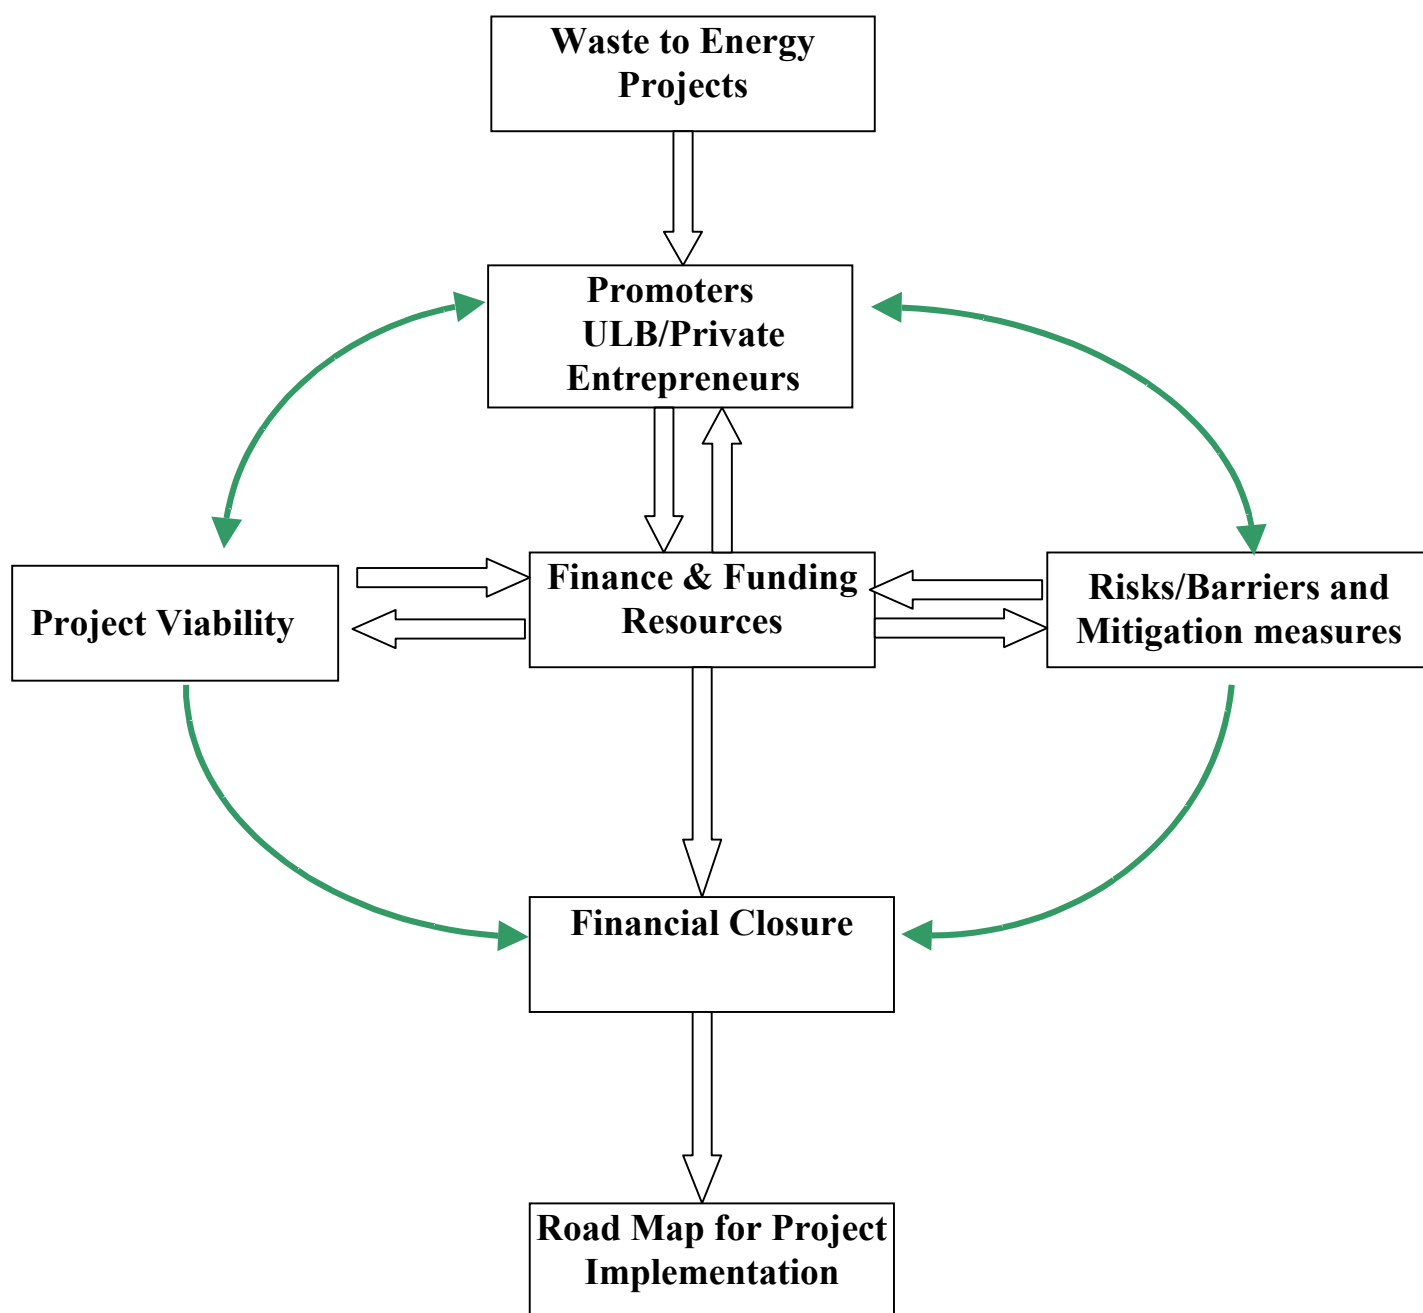 Waste to Energy
Projects
Promoters
ULB/Private
Entrepreneurs
Project Viability
Finance & Funding
Resources
Risks/Barriers and
Mitigation measures
Financial Closure
Road Map for Project
Implementation